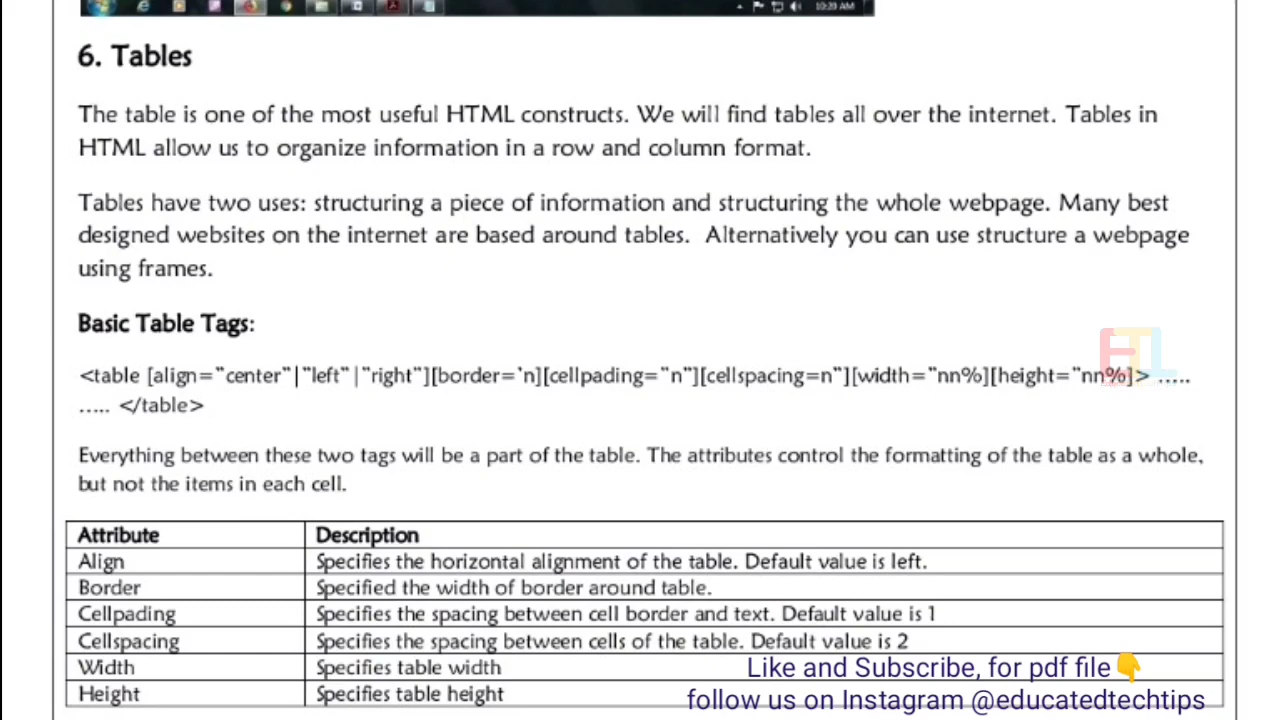 10:39 AM
6. Tables
The table is one of the most useful HTML constructs. We will find tables all over the internet. Tables in
HTML allow us to organize information in a row and column format.
Tables have two uses: structuring a piece of information and structuring the whole webpage. Many best
designed websites on the internet are based around tables.  Alternatively you can use structure a webpage
using frames.
Basic Table Tags:
<table [align="center"|"left"|"right"][border='n][cellpading="n"][cellspacing=n"][width="nn%][height="nn%]> .....
..... </table>
ETL
Everything between these two tags will be a part of the table. The attributes control the formatting of the table as a whole,
but not the items in each cell.
Attribute Description
Align Specifies the horizontal alignment of the table. Default value is left.
Border Specified the width of border around table.
Cellpading Specifies the spacing between cell border and text. Default value is 1
Cellspacing Specifies the spacing between cells of the table. Default value is 2
Width Specifies table width
Height Specifies table height
Like and Subscribe, for pdf file👇
follow us on Instagram @educatedtechtips